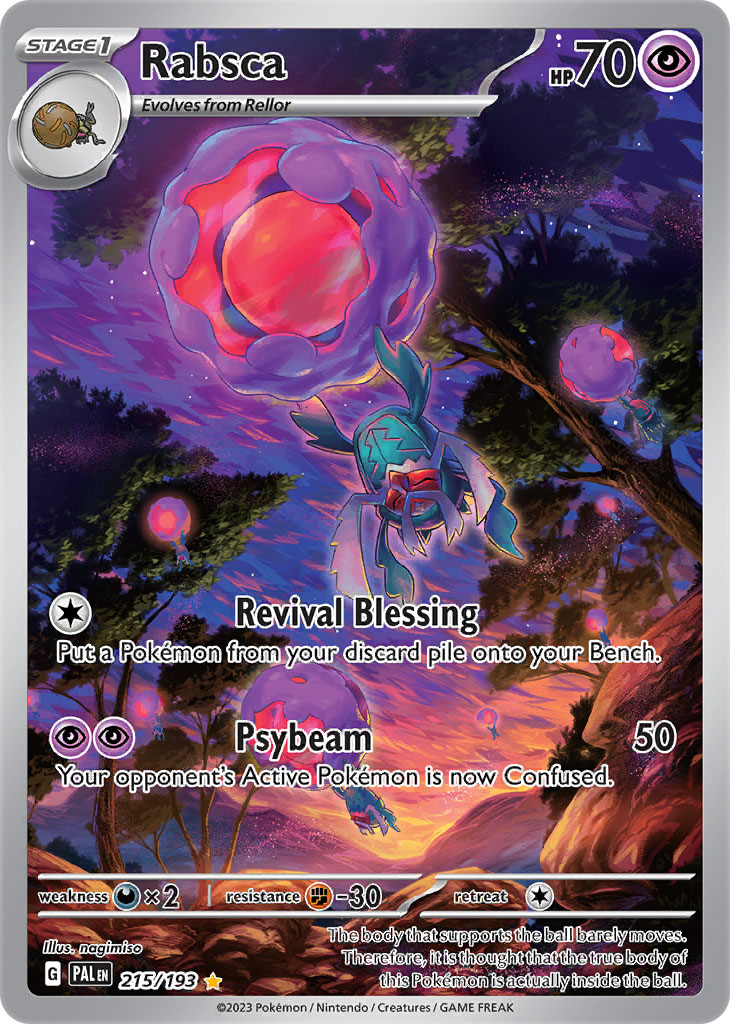 STAGE1
Rabsca
HP70
Evolves from Rellor
Revival Blessing
Put a Pokémon from your discard pile onto your Bench.
Psybeam 50
Your opponent's Active Pokémon is now Confused.
weakness ×2 resistance -30 retreat
Illus. nagimiso
The body that supports the ball barely moves.
Therefore, it is thought that the true body of
this Pokémon is actually inside the ball.
G PAL EN 215/193
©2023 Pokémon / Nintendo / Creatures / GAME FREAK